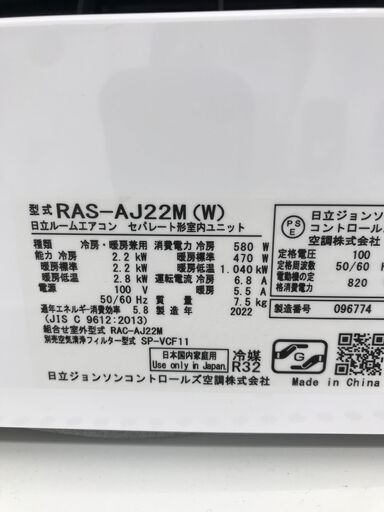 型式 RAS-AJ22M(W)
日立ルームエアコン セパレート形室内ユニット
種類 冷房・暖房兼用 消費電力 冷房 580 W
能力 冷房 2.2 kW 暖房標準 470 W
暖房標準 2.2 kW 暖房低温 1.040 kW
暖房低温 2.8 kW 運転電流 冷房 6.8 A
電源 100 V 暖房 5.5 A
50/60 Hz 質量 7.5 kg
通年エネルギー消費効率 5.8 製造年 2022
(JIS C 9612:2013)
組合せ室外型式 RAC-AJ22M
別売空気清浄フィルター型式 SP-VCF11
日本国内家庭用
Use only in Japan
冷媒
R32
日立ジョンソンコントロールズ空調株式会社
PS
E
日立ジョンソン
コントロールズ
空調株式会社
定格電圧 100
定格周波数 50/60 H
電動機の定
820
製造番号 096774
G
Made in China